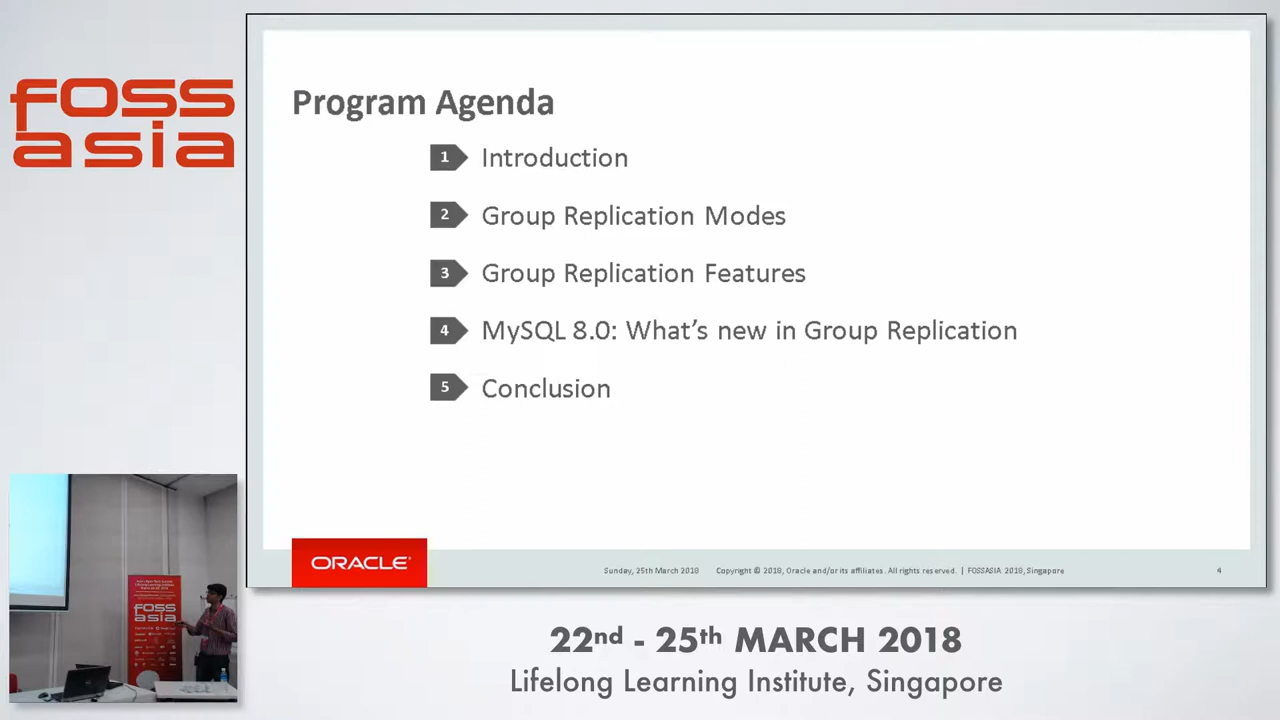 FOSS
asia
Program Agenda
1 Introduction
2 Group Replication Modes
3 Group Replication Features
4 MySQL 8.0: What's new in Group Replication
5 Conclusion
ORACLE®
Sunday, 25th March 2018 Copyright © 2018, Oracle and/or its affiliates. All rights reserved. | FOSSASIA 2018, Singapore 4
FOSS
asia
22nd - 25th MARCH 2018
Lifelong Learning Institute, Singapore